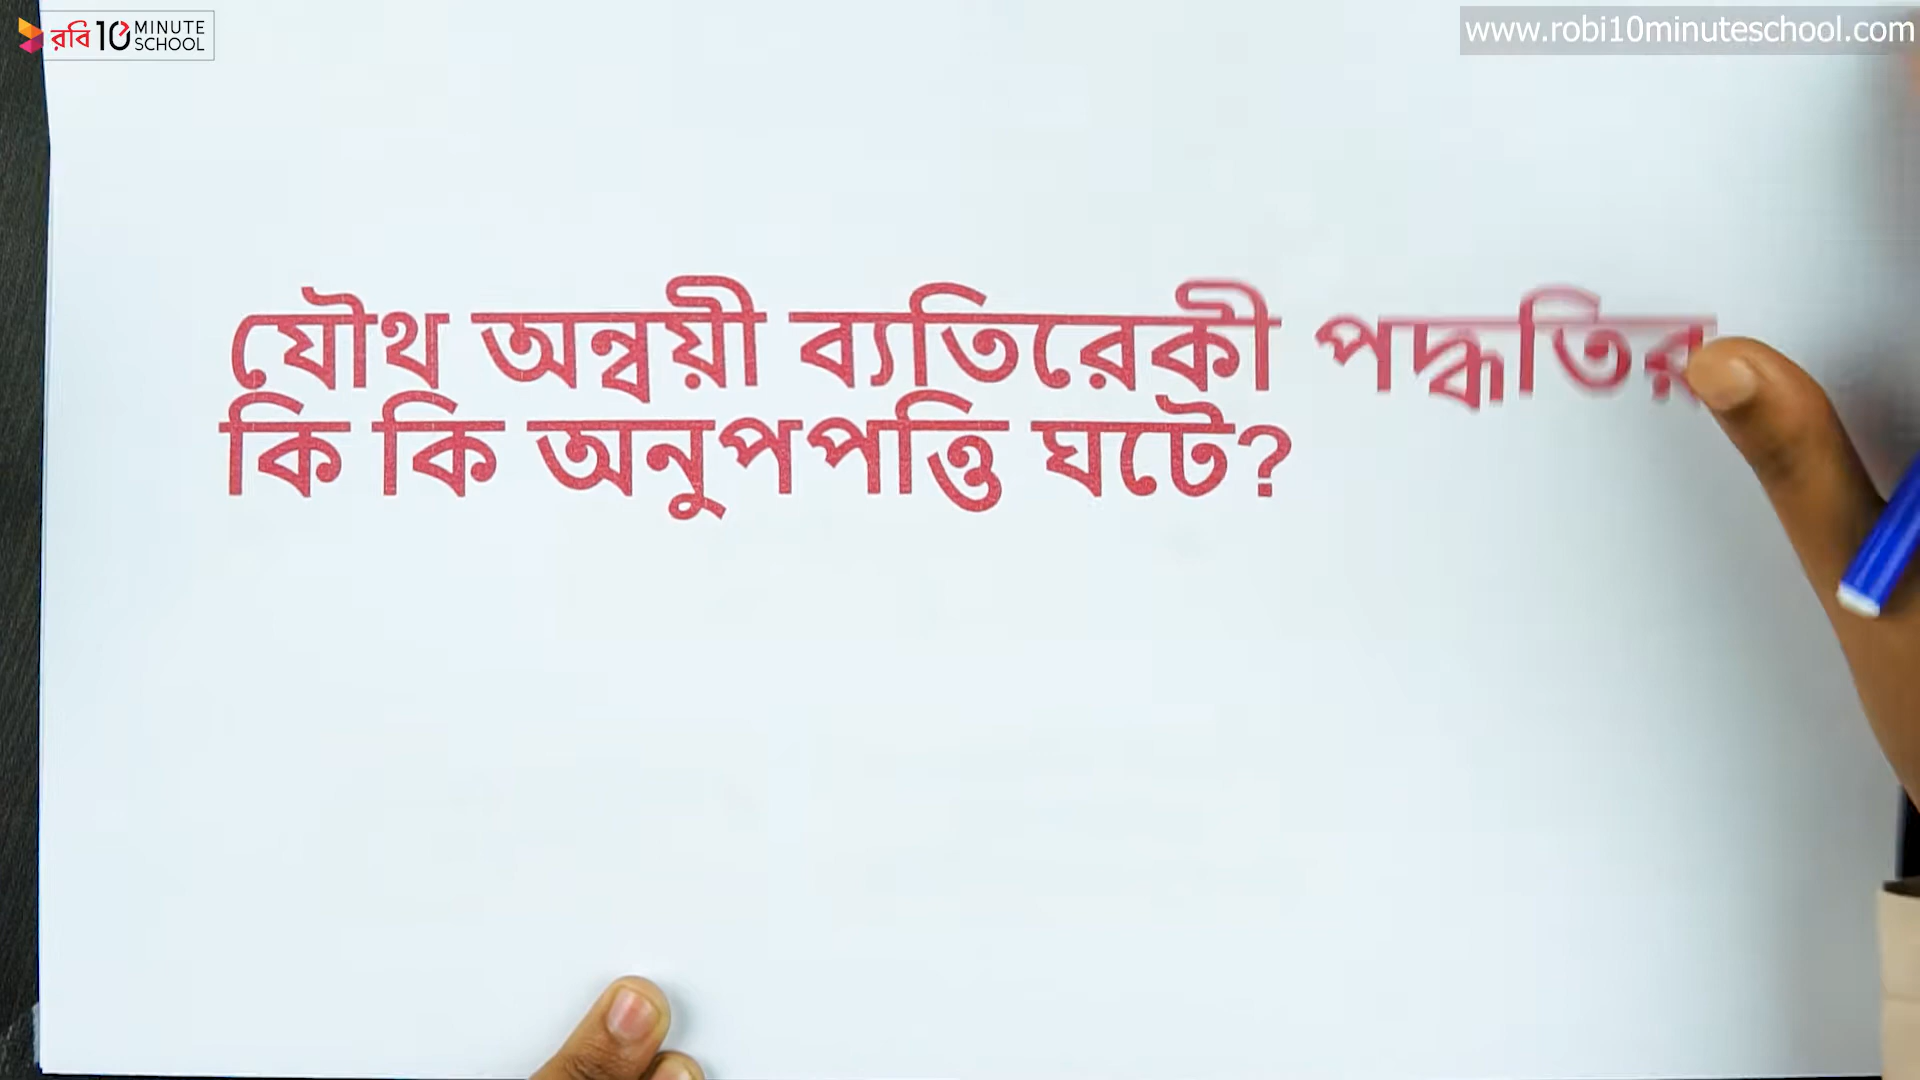 রবি 10 MINUTE SCHOOL
www.robi10minuteschool.com
যৌথ অন্বয়ী ব্যতিরেকী পদ্ধতির
কি কি অনুপপত্তি ঘটে?